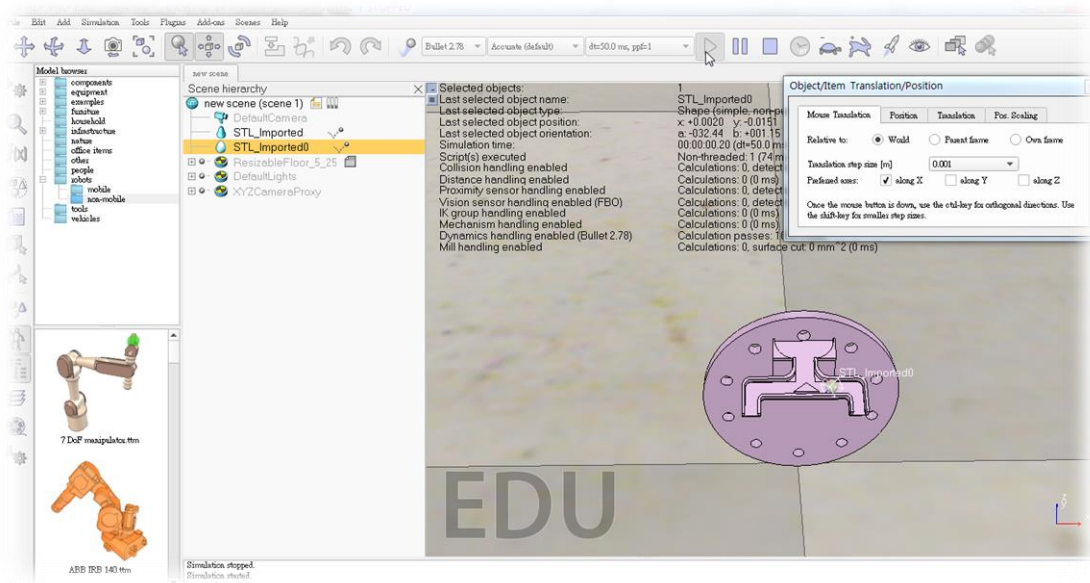 Edit Add Simulation Tools Plugins Add-ons Scenes Help
Bullet 2.78 Accurate (default) dt=50.0 ms, ppf=1
Model browser
components
equipment
examples
furniture
household
infrastructure
nature
office items
other
people
robots
mobile
non-mobile
tools
vehicles
7 DoF manipulator.ttm
ABB IRB 140.ttm
new scene
Scene hierarchy
new scene (scene 1)
DefaultCamera
STL_Imported
STL_Imported0
ResizableFloor_5_25
DefaultLights
XYZCameraProxy
Selected objects: 1
Last selected object name: STL_Imported0
Last selected object type: Shape (simple, non-pu
Last selected object position: x: +0.0020 y: -0.0151
Last selected object orientation: a: -032.44 b: +001.15
Simulation time: 00:00:00.20 (dt=50.0 ms
Script(s) executed Non-threaded: 1 (74 m
Collision handling enabled Calculations: 0, detect
Distance handling enabled Calculations: 0 (0 ms)
Proximity sensor handling enabled Calculations: 0, detect
Vision sensor handling enabled (FBO) Calculations: 0, detect
IK group handling enabled Calculations: 0 (0 ms)
Mechanism handling enabled Calculations: 0 (0 ms)
Dynamics handling enabled (Bullet 2.78) Calculation passes: 10
Mill handling enabled Calculations: 0, surface cut: 0 mm^2 (0 ms)
Object/Item Translation/Position
Mouse Translation Position Translation Pos. Scaling
Relative to: World Parent frame Own frame
Translation step size [m] 0.001
Preferred axes: along X along Y along Z
Once the mouse button is down, use the ctrl-key for orthogonal directions. Use
the shift-key for smaller step sizes.
STL_Imported0
EDU
Simulation stopped.
Simulation started.